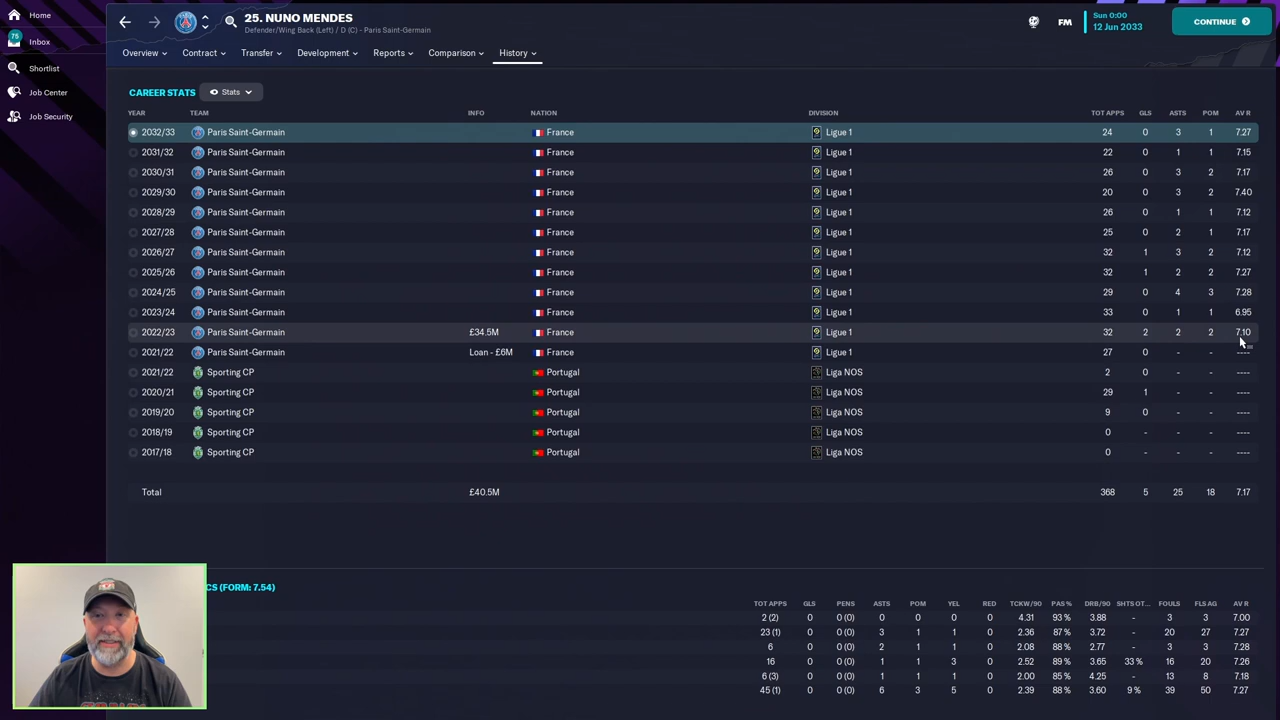 Home
75
Inbox
Shortlist
Job Center
Job Security
25. NUNO MENDES
Defender/Wing Back (Left) / D (C) - Paris Saint-Germain
FM
Sun 0:00
12 Jun 2033
CONTINUE
Overview Contract Transfer Development Reports Comparison History
CAREER STATS Stats
YEAR TEAM INFO NATION DIVISION TOT APPS GLS ASTS POM AV R
2032/33 Paris Saint-Germain France Ligue 1 24 0 3 1 7.27
2031/32 Paris Saint-Germain France Ligue 1 22 0 1 1 7.15
2030/31 Paris Saint-Germain France Ligue 1 26 0 3 2 7.17
2029/30 Paris Saint-Germain France Ligue 1 20 0 3 2 7.40
2028/29 Paris Saint-Germain France Ligue 1 26 0 1 1 7.12
2027/28 Paris Saint-Germain France Ligue 1 25 0 2 1 7.17
2026/27 Paris Saint-Germain France Ligue 1 32 1 3 2 7.12
2025/26 Paris Saint-Germain France Ligue 1 32 1 2 2 7.27
2024/25 Paris Saint-Germain France Ligue 1 29 0 4 3 7.28
2023/24 Paris Saint-Germain France Ligue 1 33 0 1 1 6.95
2022/23 Paris Saint-Germain £34.5M France Ligue 1 32 2 2 2 7.10
2021/22 Paris Saint-Germain Loan - £6M France Ligue 1 27 0 - - ----
2021/22 Sporting CP Portugal Liga NOS 2 0 - - ----
2020/21 Sporting CP Portugal Liga NOS 29 1 - - ----
2019/20 Sporting CP Portugal Liga NOS 9 0 - - ----
2018/19 Sporting CP Portugal Liga NOS 0 - - - ----
2017/18 Sporting CP Portugal Liga NOS 0 - - - ----
Total £40.5M 368 5 25 18 7.17
CS (FORM: 7.54)
TOT APPS GLS PENS ASTS POM YEL RED TCKW/90 PAS % DRB/90 SHTS OT... FOULS FLS AG AV R
2 (2) 0 0 (0) 0 0 0 0 4.31 93 % 3.88 - 3 3 7.00
23 (1) 0 0 (0) 3 1 1 0 2.36 87 % 3.72 - 20 27 7.27
6 0 0 (0) 2 1 1 0 2.08 88 % 2.77 - 3 3 7.28
16 0 0 (0) 1 1 3 0 2.52 89 % 3.65 33 % 16 20 7.26
6 (3) 0 0 (0) 1 1 1 0 2.00 85 % 4.25 - 13 8 7.18
45 (1) 0 0 (0) 6 3 5 0 2.39 88 % 3.60 9 % 39 50 7.27